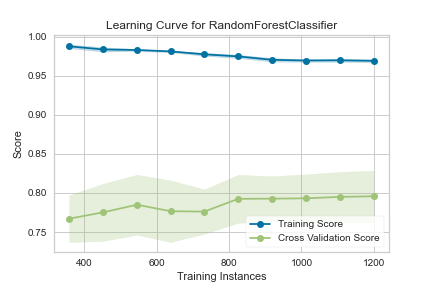 Learning Curve for RandomForestClassifier
1.00
0.95
0.90
0.85
0.80
0.75
Score
Training Score
Cross Validation Score
400
600
800
1000
1200
Training Instances